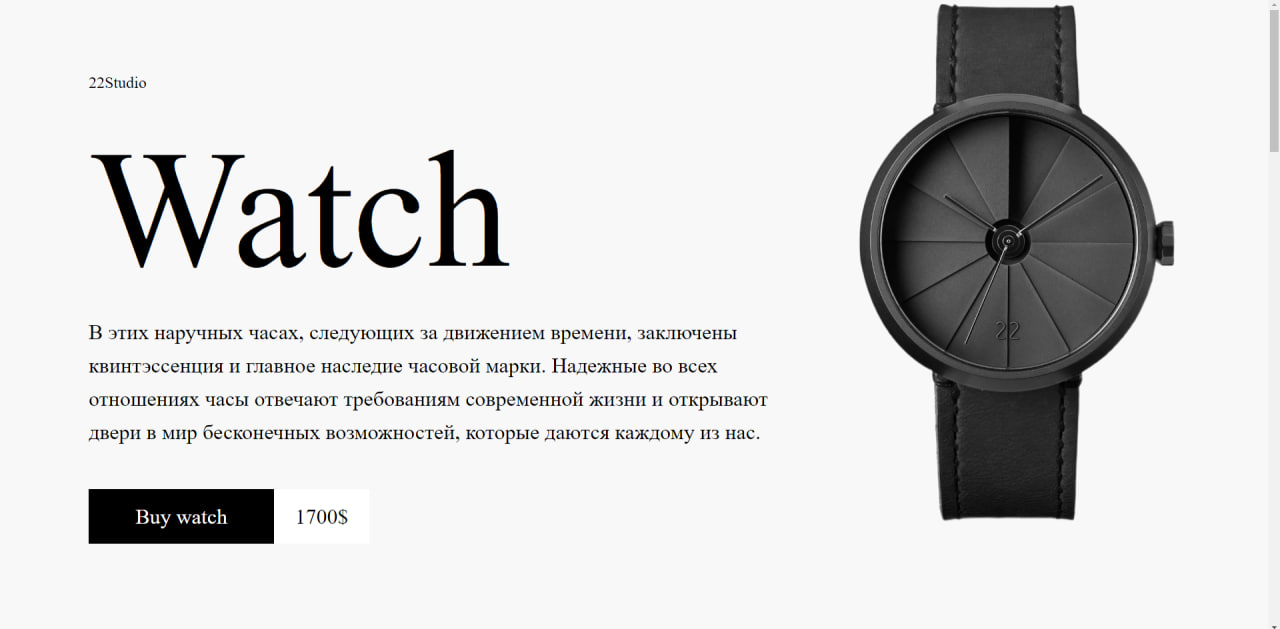 22Studio
Watch
В этих наручных часах, следующих за движением времени, заключены
квинтэссенция и главное наследие часовой марки. Надежные во всех
отношениях часы отвечают требованиям современной жизни и открывают
двери в мир бесконечных возможностей, которые даются каждому из нас.
Buy watch
1700$
22